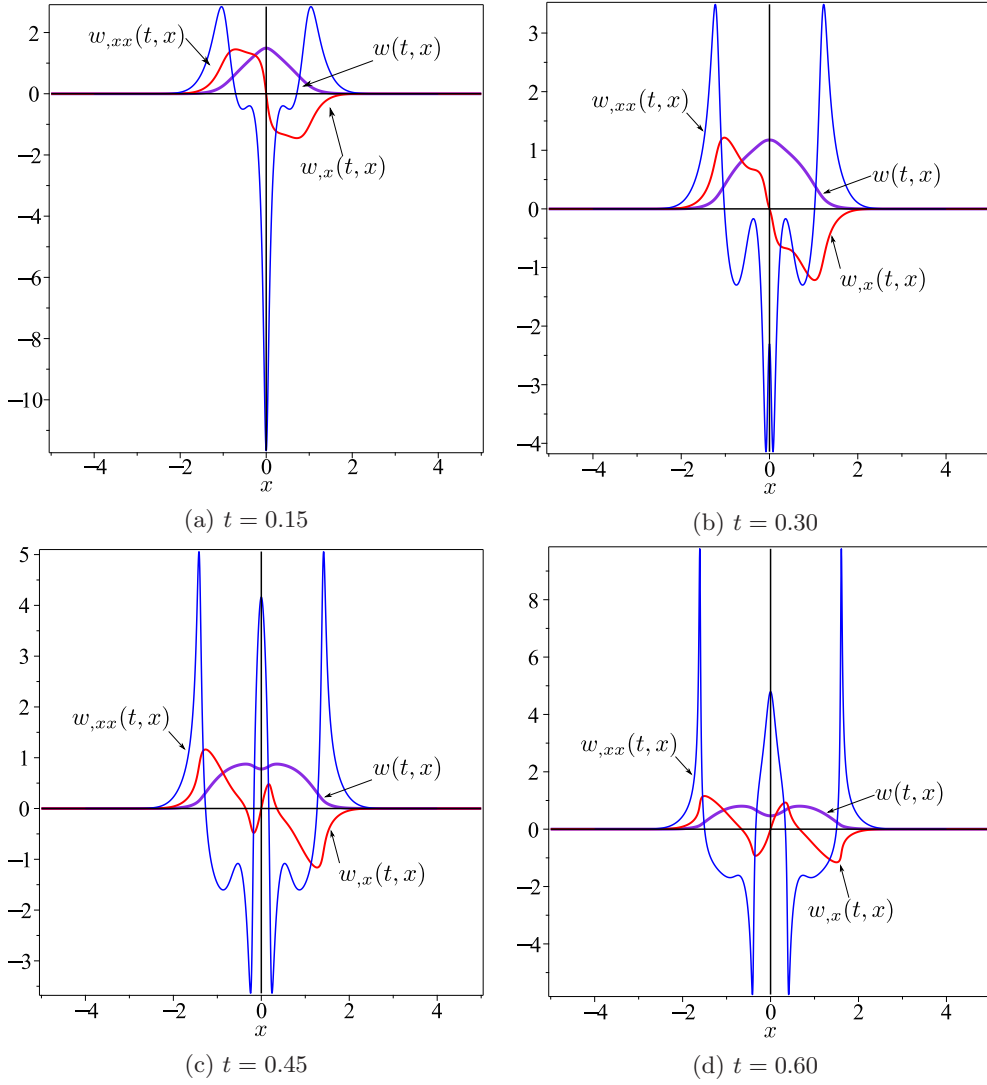 2
0
−2
−4
−6
−8
−10
−4
−2
0
2
4
x
w,xx(t, x)
w(t, x)
w,x(t, x)
(a) t = 0.15
3
2
1
0
−1
−2
−3
−4
−4
−2
0
2
4
x
w,xx(t, x)
w(t, x)
w,x(t, x)
(b) t = 0.30
5
4
3
2
1
0
−1
−2
−3
−4
−2
0
2
4
x
w,xx(t, x)
w(t, x)
w,x(t, x)
(c) t = 0.45
8
6
4
2
0
−2
−4
−4
−2
0
2
4
x
w,xx(t, x)
w(t, x)
w,x(t, x)
(d) t = 0.60